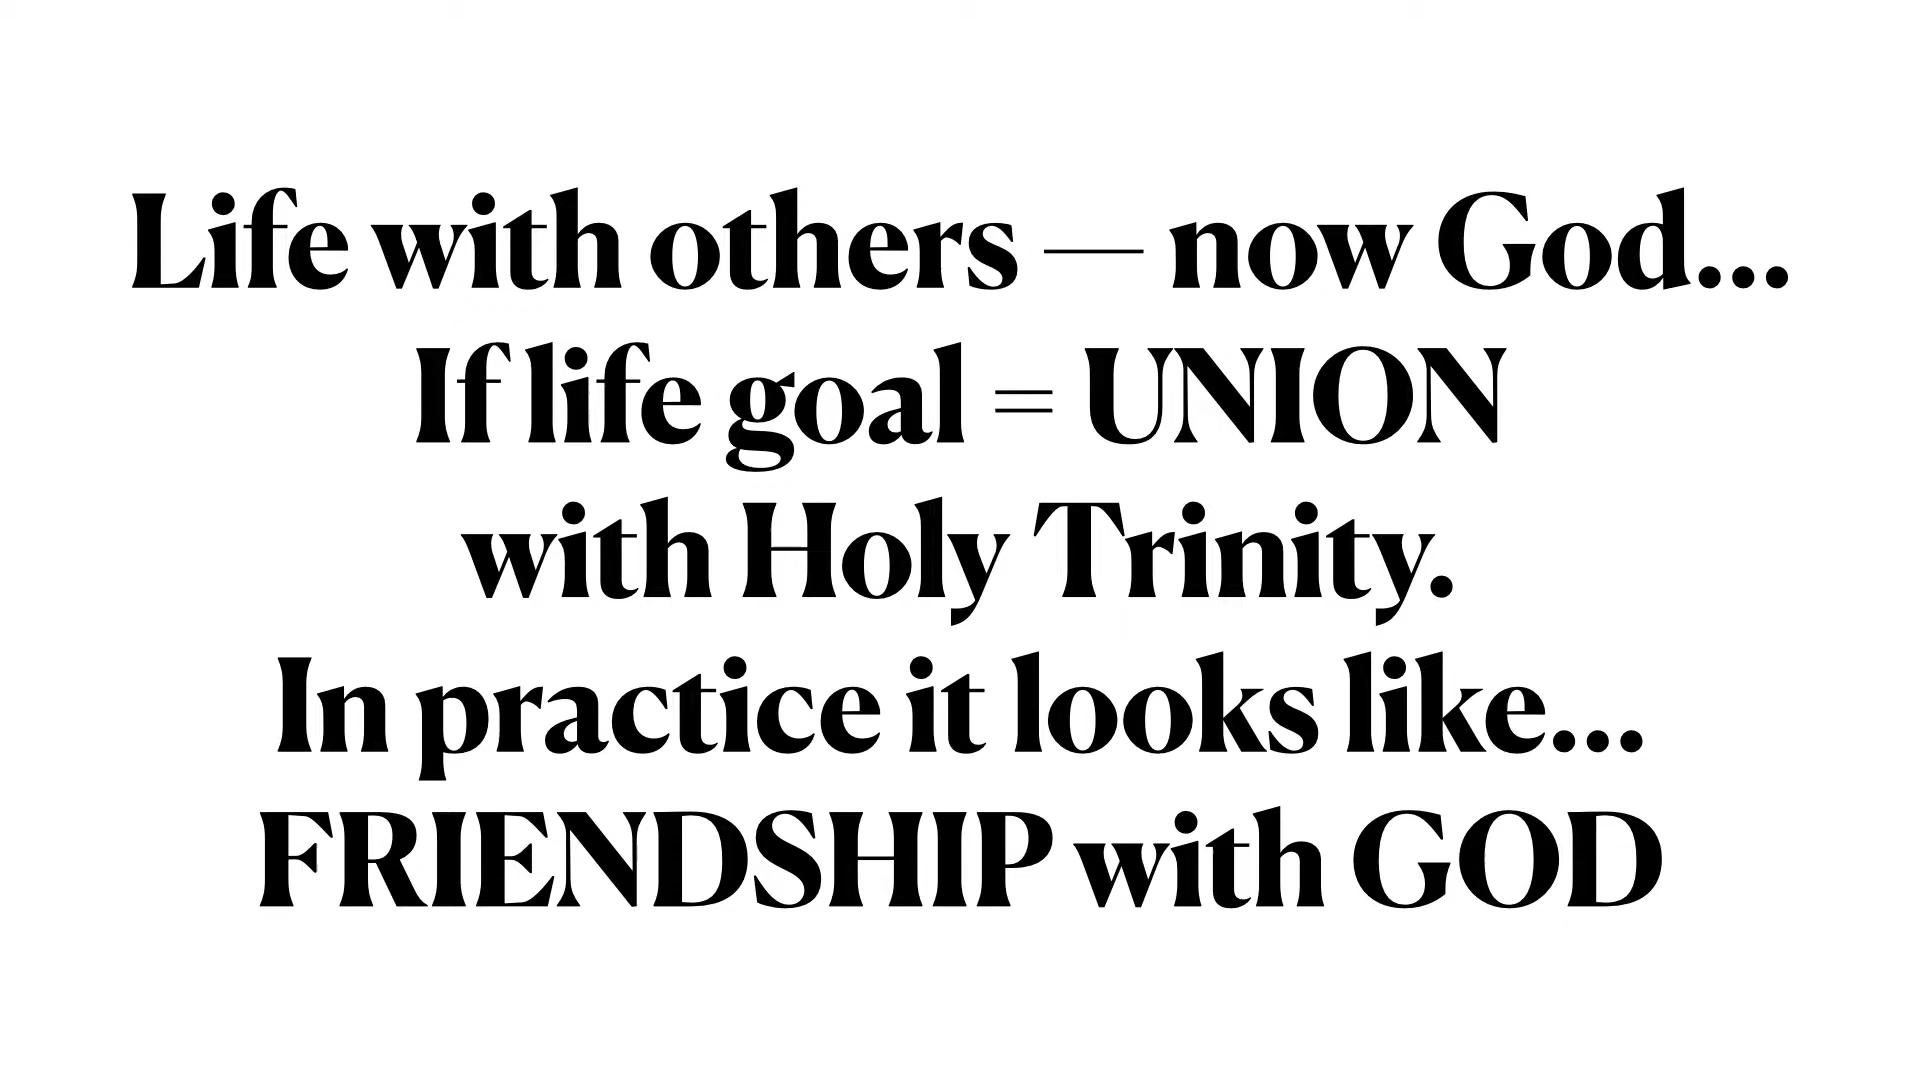 Life with others — now God...
If life goal = UNION
with Holy Trinity.
In practice it looks like...
FRIENDSHIP with GOD